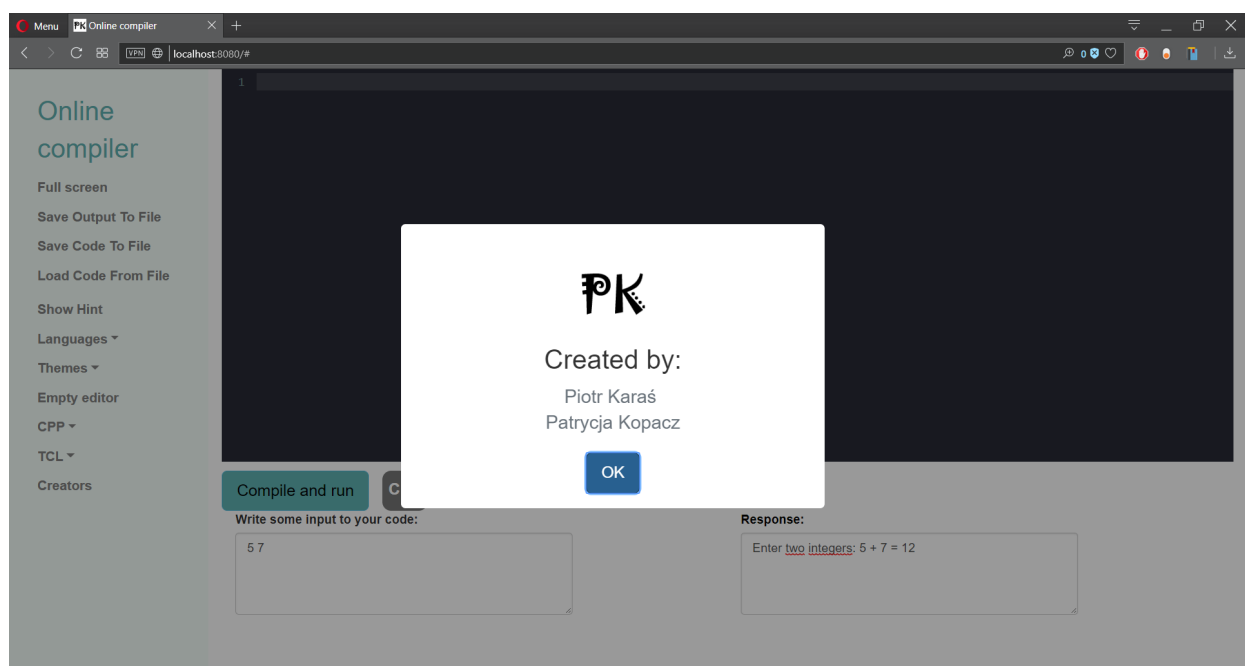 Menu
PK Online compiler
VPN localhost:8080/#
0
Online
compiler
Full screen
Save Output To File
Save Code To File
Load Code From File
Show Hint
Languages
Themes
Empty editor
CPP
TCL
Creators
1
PK
Created by:
Piotr Karaś
Patrycja Kopacz
OK
Compile and run
Write some input to your code:
5 7
Response:
Enter two integers: 5 + 7 = 12